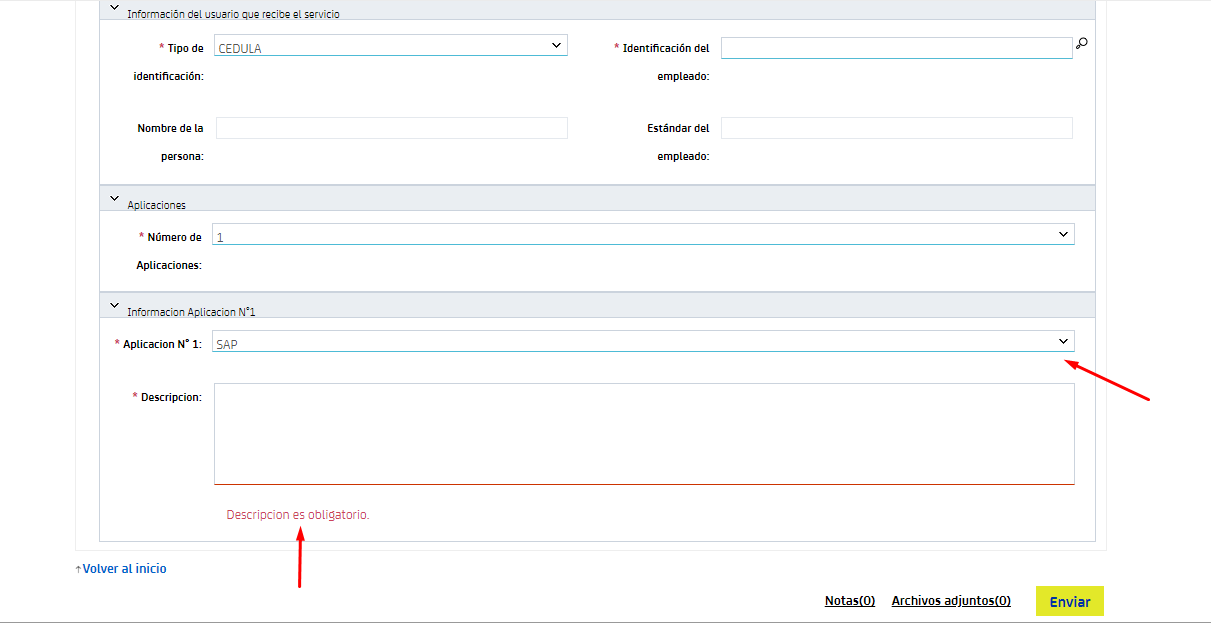 Información del usuario que recibe el servicio
* Tipo de identificación: CEDULA
* Identificación del empleado:
Nombre de la persona:
Estándar del empleado:
Aplicaciones
* Número de Aplicaciones: 1
Informacion Aplicacion N°1
* Aplicacion N° 1: SAP
* Descripcion:
Descripcion es obligatorio.
↑Volver al inicio
Notas(0) Archivos adjuntos(0) Enviar